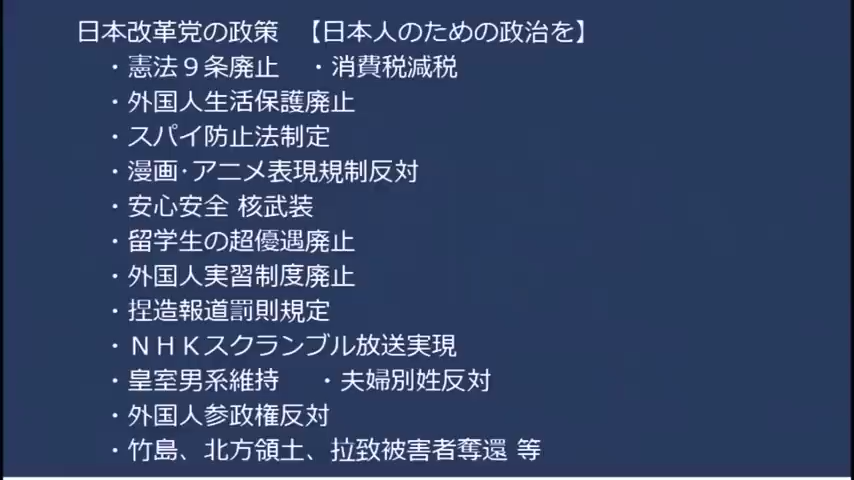 日本改革党の政策 【日本人のための政治を】
・憲法９条廃止 ・消費税減税
・外国人生活保護廃止
・スパイ防止法制定
・漫画･アニメ表現規制反対
・安心安全 核武装
・留学生の超優遇廃止
・外国人実習制度廃止
・捏造報道罰則規定
・ＮＨＫスクランブル放送実現
・皇室男系維持 ・夫婦別姓反対
・外国人参政権反対
・竹島、北方領土、拉致被害者奪還 等